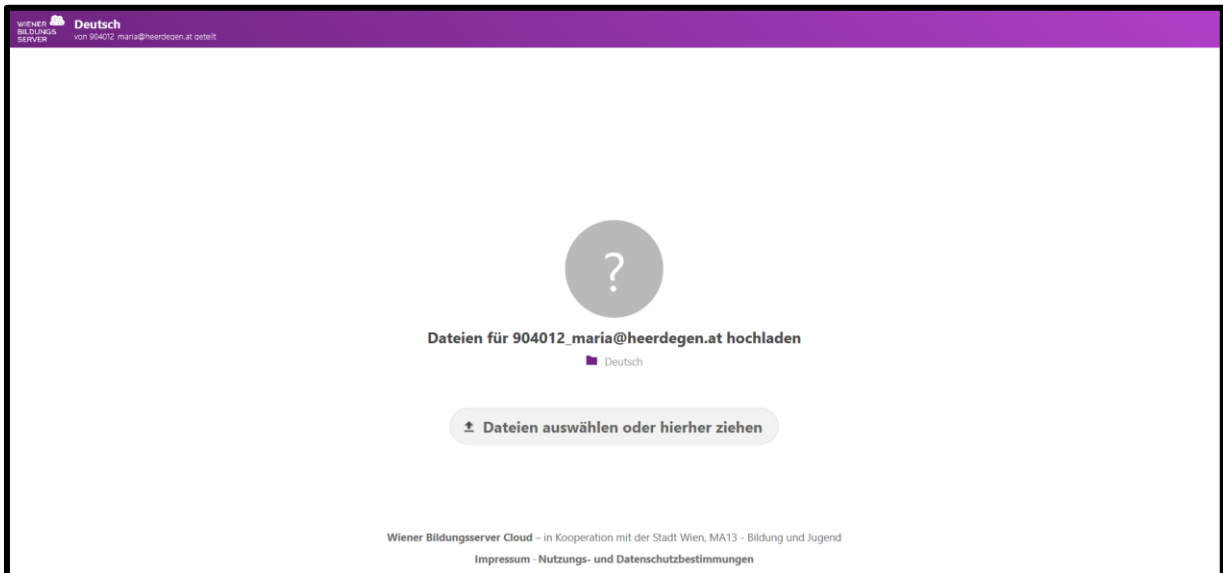 WIENER
BILDUNGS
SERVER
Deutsch
von 904012_maria@heerdegen.at geteilt
?
Dateien für 904012_maria@heerdegen.at hochladen
Deutsch
Dateien auswählen oder hierher ziehen
Wiener Bildungsserver Cloud – in Kooperation mit der Stadt Wien, MA13 - Bildung und Jugend
Impressum · Nutzungs- und Datenschutzbestimmungen